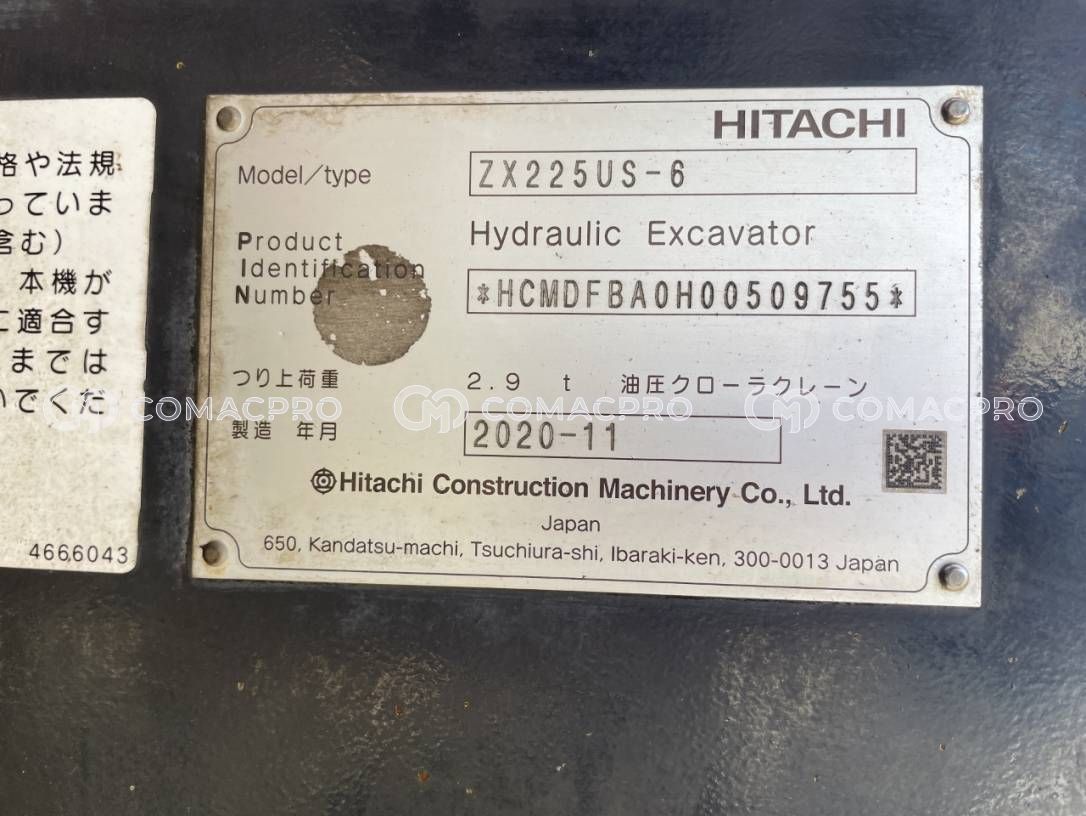 格や法規
っていま
含む）
本機が
に適合す
までは
いでくだ
4666043
HITACHI
Model/type ZX225US-6
Product Hydraulic Excavator
Identification
Number *HCMDFBA0H00509755*
つり上荷重 2.9 t 油圧クローラクレーン
COMACPRO COMACPRO COMACPRO
製造 年月 2020-11
Hitachi Construction Machinery Co., Ltd.
Japan
650, Kandatsu-machi, Tsuchiura-shi, Ibaraki-ken, 300-0013 Japan